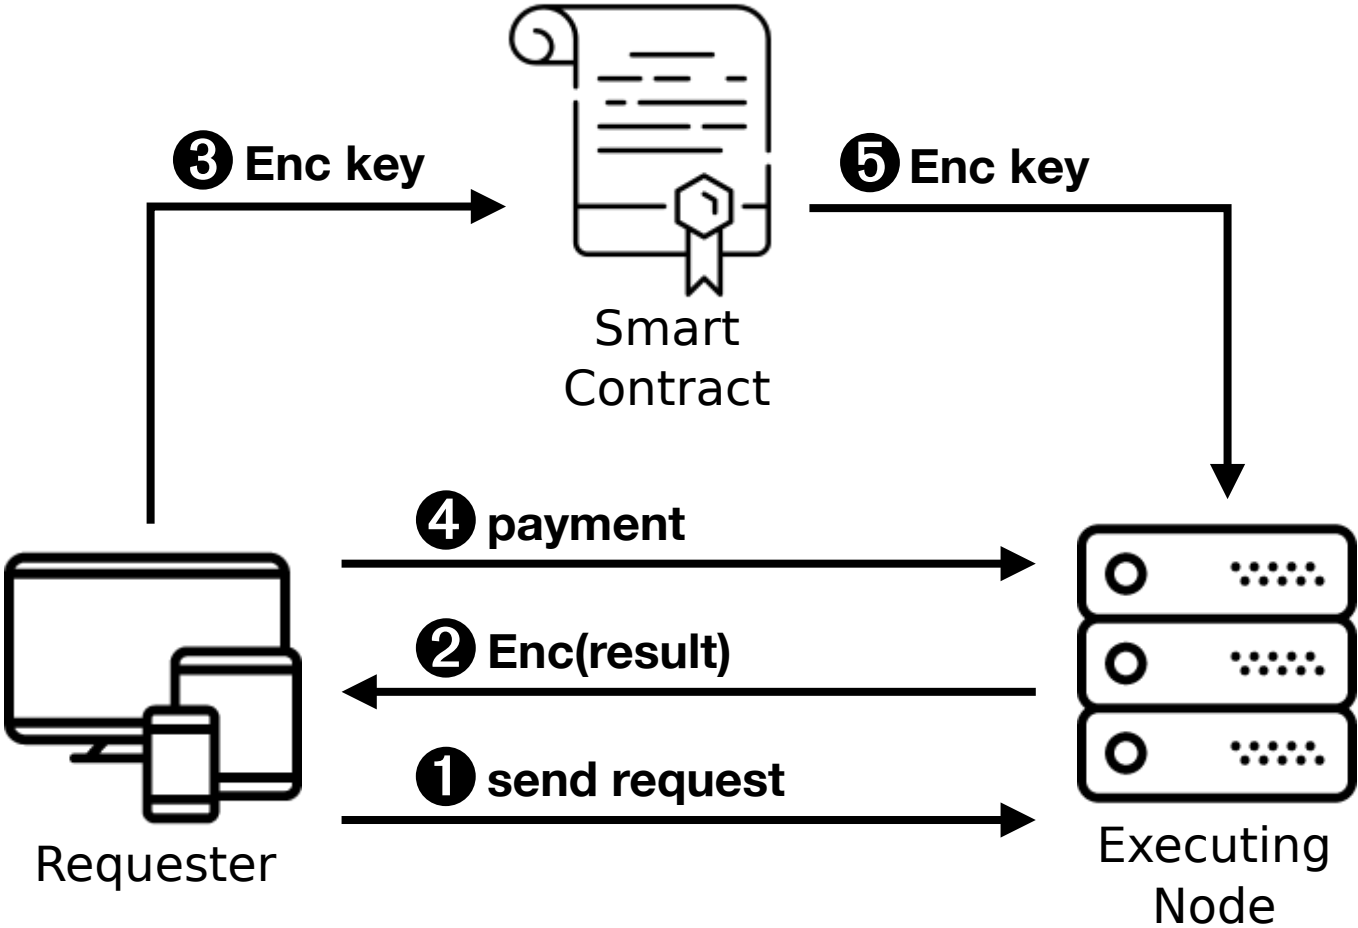 ❸ Enc key
❺ Enc key
Smart
Contract
❹ payment
❷ Enc(result)
❶ send request
Requester
Executing
Node